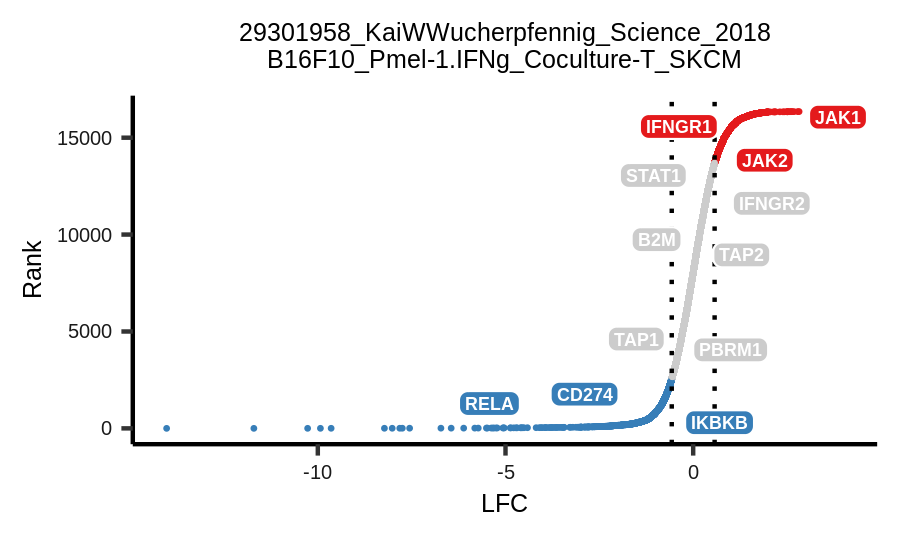 29301958_KaiWWucherpfennig_Science_2018
B16F10_Pmel-1.IFNg_Coculture-T_SKCM
Rank
15000
10000
5000
0
IFNGR1
JAK1
JAK2
STAT1
IFNGR2
B2M
TAP2
TAP1
PBRM1
CD274
RELA
IKBKB
-10
-5
0
LFC